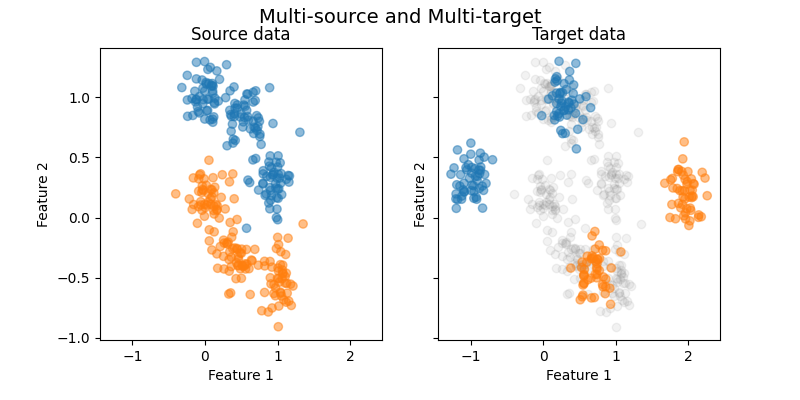 Multi-source and Multi-target
Source data
Target data
1.0
0.5
0.0
−0.5
−1.0
Feature 2
Feature 2
−1 0 1 2
−1 0 1 2
Feature 1
Feature 1